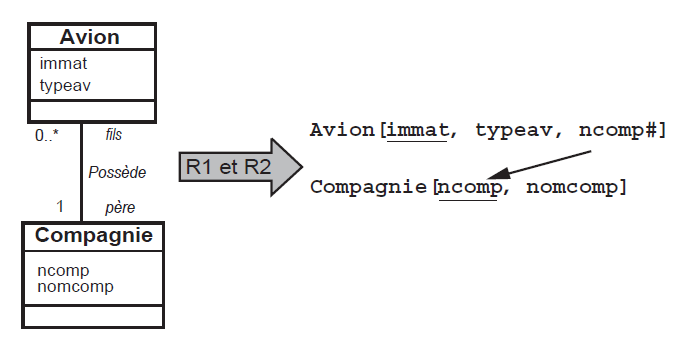 Avion
immat
typeav
0..* fils
Possède
1 père
Compagnie
ncomp
nomcomp
R1 et R2
Avion[immat, typeav, ncomp#]
Compagnie[ncomp, nomcomp]